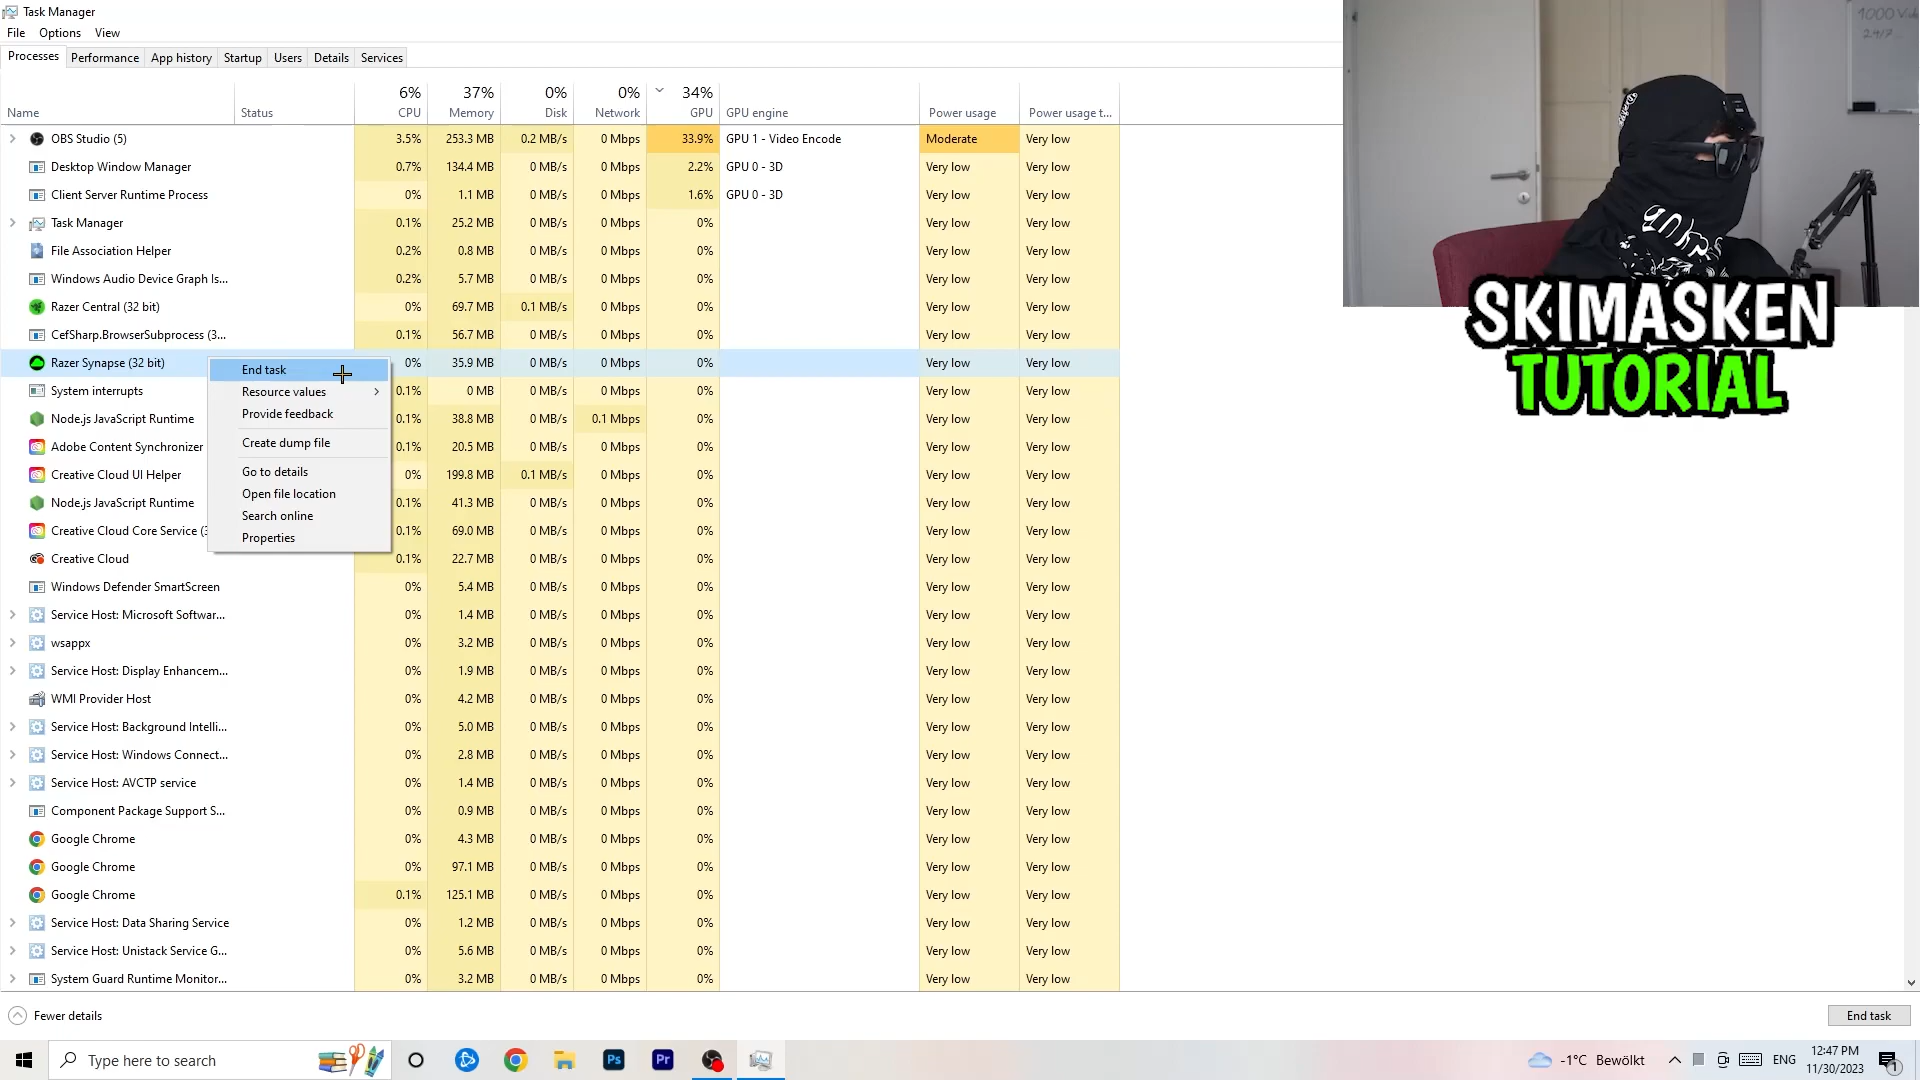 Task Manager
File Options View
Processes Performance App history Startup Users Details Services
6% 37% 0% 0% 34%
Name Status CPU Memory Disk Network GPU GPU engine Power usage Power usage t...
OBS Studio (5) 3.5% 253.3 MB 0.2 MB/s 0 Mbps 33.9% GPU 1 - Video Encode Moderate Very low
Desktop Window Manager 0.7% 134.4 MB 0 MB/s 0 Mbps 2.2% GPU 0 - 3D Very low Very low
Client Server Runtime Process 0% 1.1 MB 0 MB/s 0 Mbps 1.6% GPU 0 - 3D Very low Very low
Task Manager 0.1% 25.2 MB 0 MB/s 0 Mbps 0% Very low Very low
File Association Helper 0.2% 0.8 MB 0 MB/s 0 Mbps 0% Very low Very low
Windows Audio Device Graph Is... 0.2% 5.7 MB 0 MB/s 0 Mbps 0% Very low Very low
Razer Central (32 bit) 0% 69.7 MB 0.1 MB/s 0 Mbps 0% Very low Very low
CefSharp.BrowserSubprocess (3... 0.1% 56.7 MB 0 MB/s 0 Mbps 0% Very low Very low
Razer Synapse (32 bit) 0% 35.9 MB 0 MB/s 0 Mbps 0% Very low Very low
System interrupts 0.1% 0 MB 0 MB/s 0 Mbps 0% Very low Very low
Node.js JavaScript Runtime 0.1% 38.8 MB 0 MB/s 0.1 Mbps 0% Very low Very low
Adobe Content Synchronizer 0.1% 20.5 MB 0 MB/s 0 Mbps 0% Very low Very low
Creative Cloud UI Helper 0% 199.8 MB 0.1 MB/s 0 Mbps 0% Very low Very low
Node.js JavaScript Runtime 0.1% 41.3 MB 0 MB/s 0 Mbps 0% Very low Very low
Creative Cloud Core Service (3 0.1% 69.0 MB 0 MB/s 0 Mbps 0% Very low Very low
Creative Cloud 0.1% 22.7 MB 0 MB/s 0 Mbps 0% Very low Very low
Windows Defender SmartScreen 0% 5.4 MB 0 MB/s 0 Mbps 0% Very low Very low
Service Host: Microsoft Softwar... 0% 1.4 MB 0 MB/s 0 Mbps 0% Very low Very low
wsappx 0% 3.2 MB 0 MB/s 0 Mbps 0% Very low Very low
Service Host: Display Enhancem... 0% 1.9 MB 0 MB/s 0 Mbps 0% Very low Very low
WMI Provider Host 0% 4.2 MB 0 MB/s 0 Mbps 0% Very low Very low
Service Host: Background Intelli... 0% 5.0 MB 0 MB/s 0 Mbps 0% Very low Very low
Service Host: Windows Connect... 0% 2.8 MB 0 MB/s 0 Mbps 0% Very low Very low
Service Host: AVCTP service 0% 1.4 MB 0 MB/s 0 Mbps 0% Very low Very low
Component Package Support S... 0% 0.9 MB 0 MB/s 0 Mbps 0% Very low Very low
Google Chrome 0% 4.3 MB 0 MB/s 0 Mbps 0% Very low Very low
Google Chrome 0% 97.1 MB 0 MB/s 0 Mbps 0% Very low Very low
Google Chrome 0.1% 125.1 MB 0 MB/s 0 Mbps 0% Very low Very low
Service Host: Data Sharing Service 0% 1.2 MB 0 MB/s 0 Mbps 0% Very low Very low
Service Host: Unistack Service G... 0% 5.6 MB 0 MB/s 0 Mbps 0% Very low Very low
System Guard Runtime Monitor... 0% 3.2 MB 0 MB/s 0 Mbps 0% Very low Very low
End task
Resource values
Provide feedback
Create dump file
Go to details
Open file location
Search online
Properties
SKIMASKEN
TUTORIAL
Fewer details
End task
Type here to search
Ps
Pr
-1°C Bewölkt
ENG
12:47 PM
11/30/2023
1